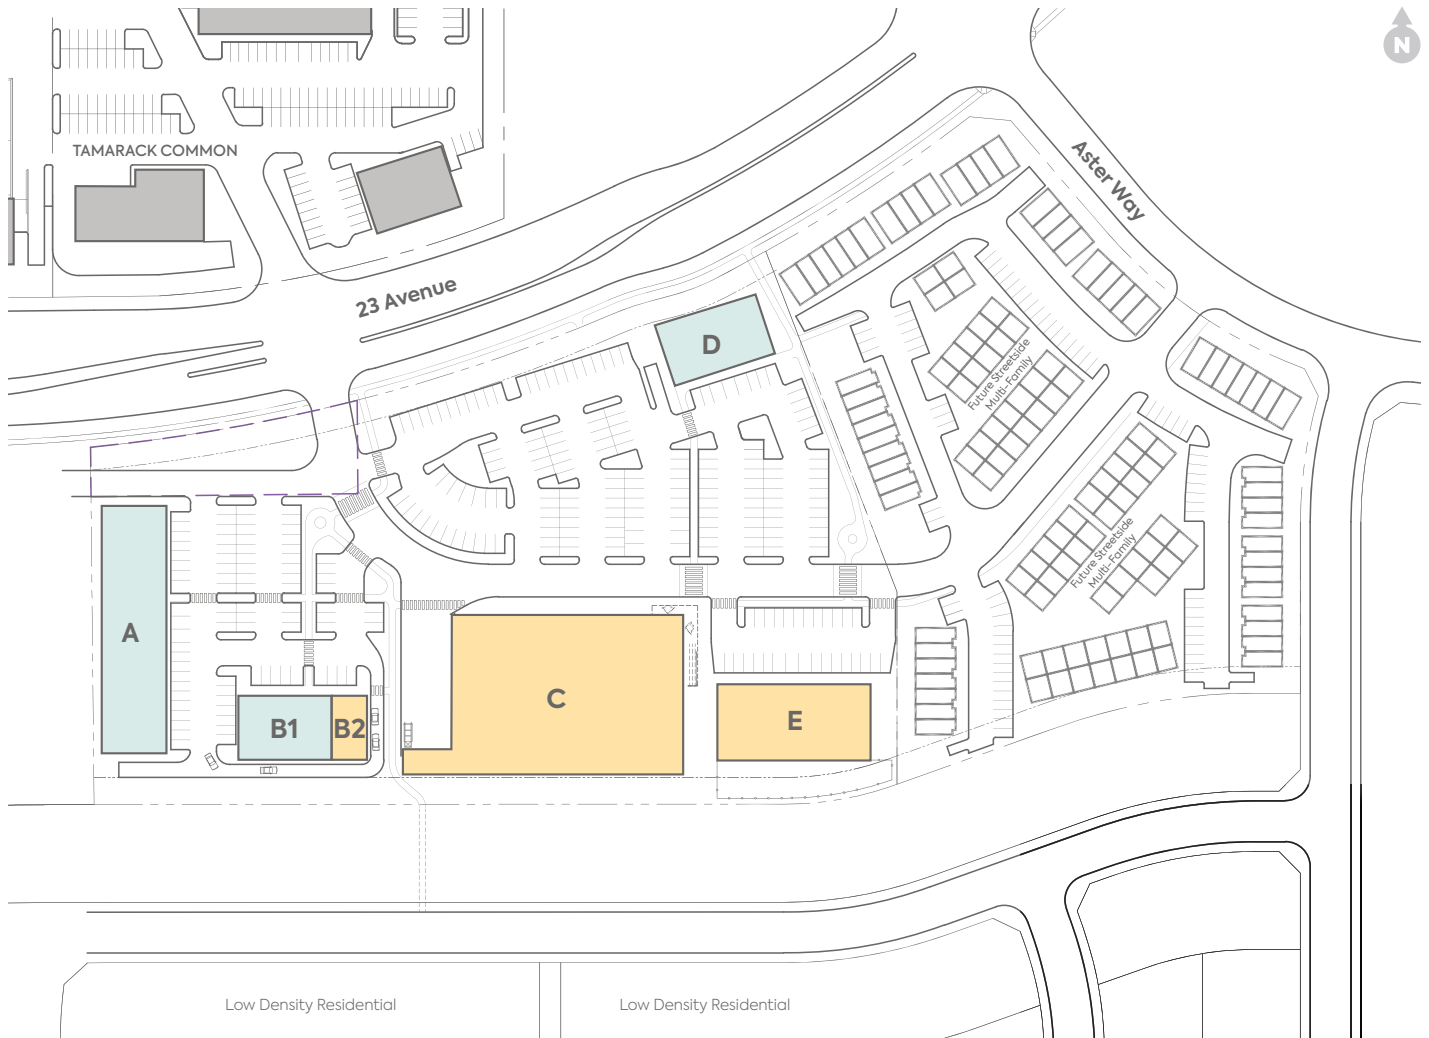 N
TAMARACK COMMON
Aster Way
23 Avenue
D
Future Streetside
Multi-Family
Future Streetside
Multi-Family
A
B1
B2
C
E
Low Density Residential
Low Density Residential